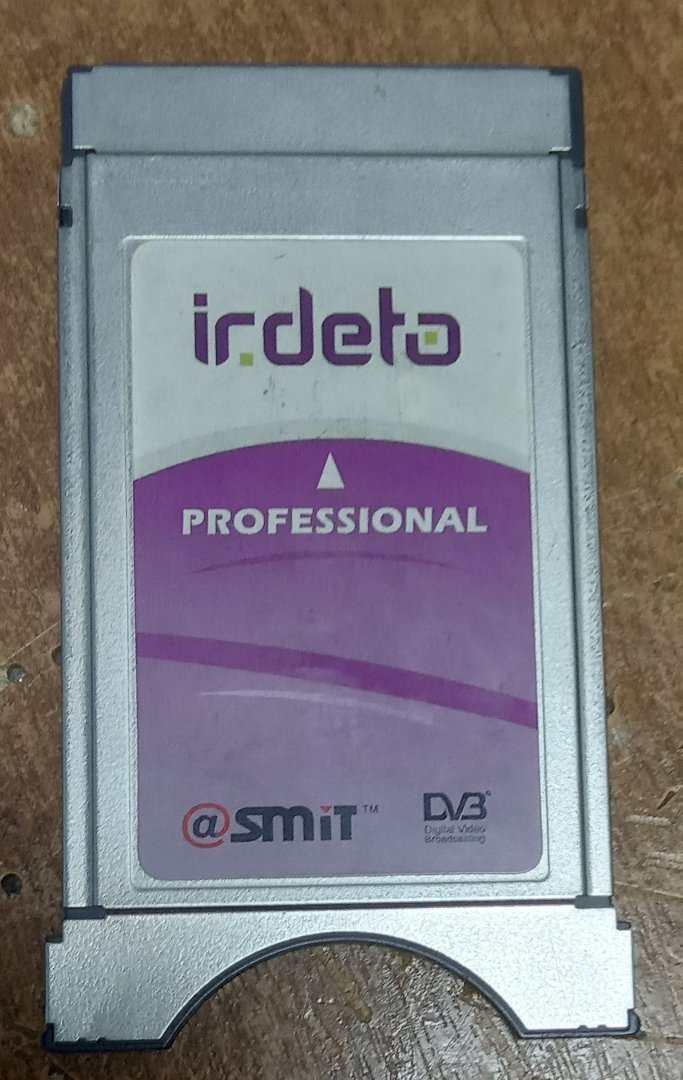 irdeto
PROFESSIONAL
@SMiT™
DVB®
Digital Video
Broadcasting